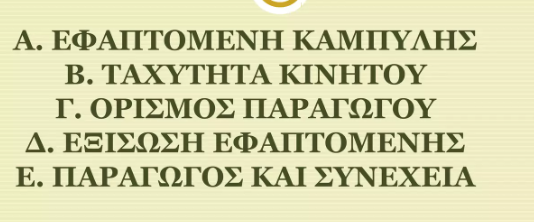 Α. ΕΦΑΠΤΟΜΕΝΗ ΚΑΜΠΥΛΗΣ
Β. ΤΑΧΥΤΗΤΑ ΚΙΝΗΤΟΥ
Γ. ΟΡΙΣΜΟΣ ΠΑΡΑΓΩΓΟΥ
Δ. ΕΞΙΣΩΣΗ ΕΦΑΠΤΟΜΕΝΗΣ
Ε. ΠΑΡΑΓΩΓΟΣ ΚΑΙ ΣΥΝΕΧΕΙΑ